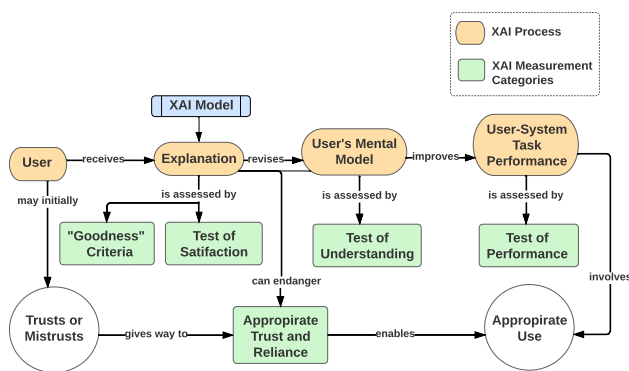 XAI Process
XAI Measurement
Categories
XAI Model
User
receives
Explanation
revises
User's Mental
Model
improves
User-System
Task
Performance
may initially
is assessed by
is assessed by
is assessed by
"Goodness"
Criteria
Test of
Satifaction
Test of
Understanding
Test of
Performance
can endanger
involves
Trusts or
Mistrusts
gives way to
Appropirate
Trust and
Reliance
enables
Appropirate
Use